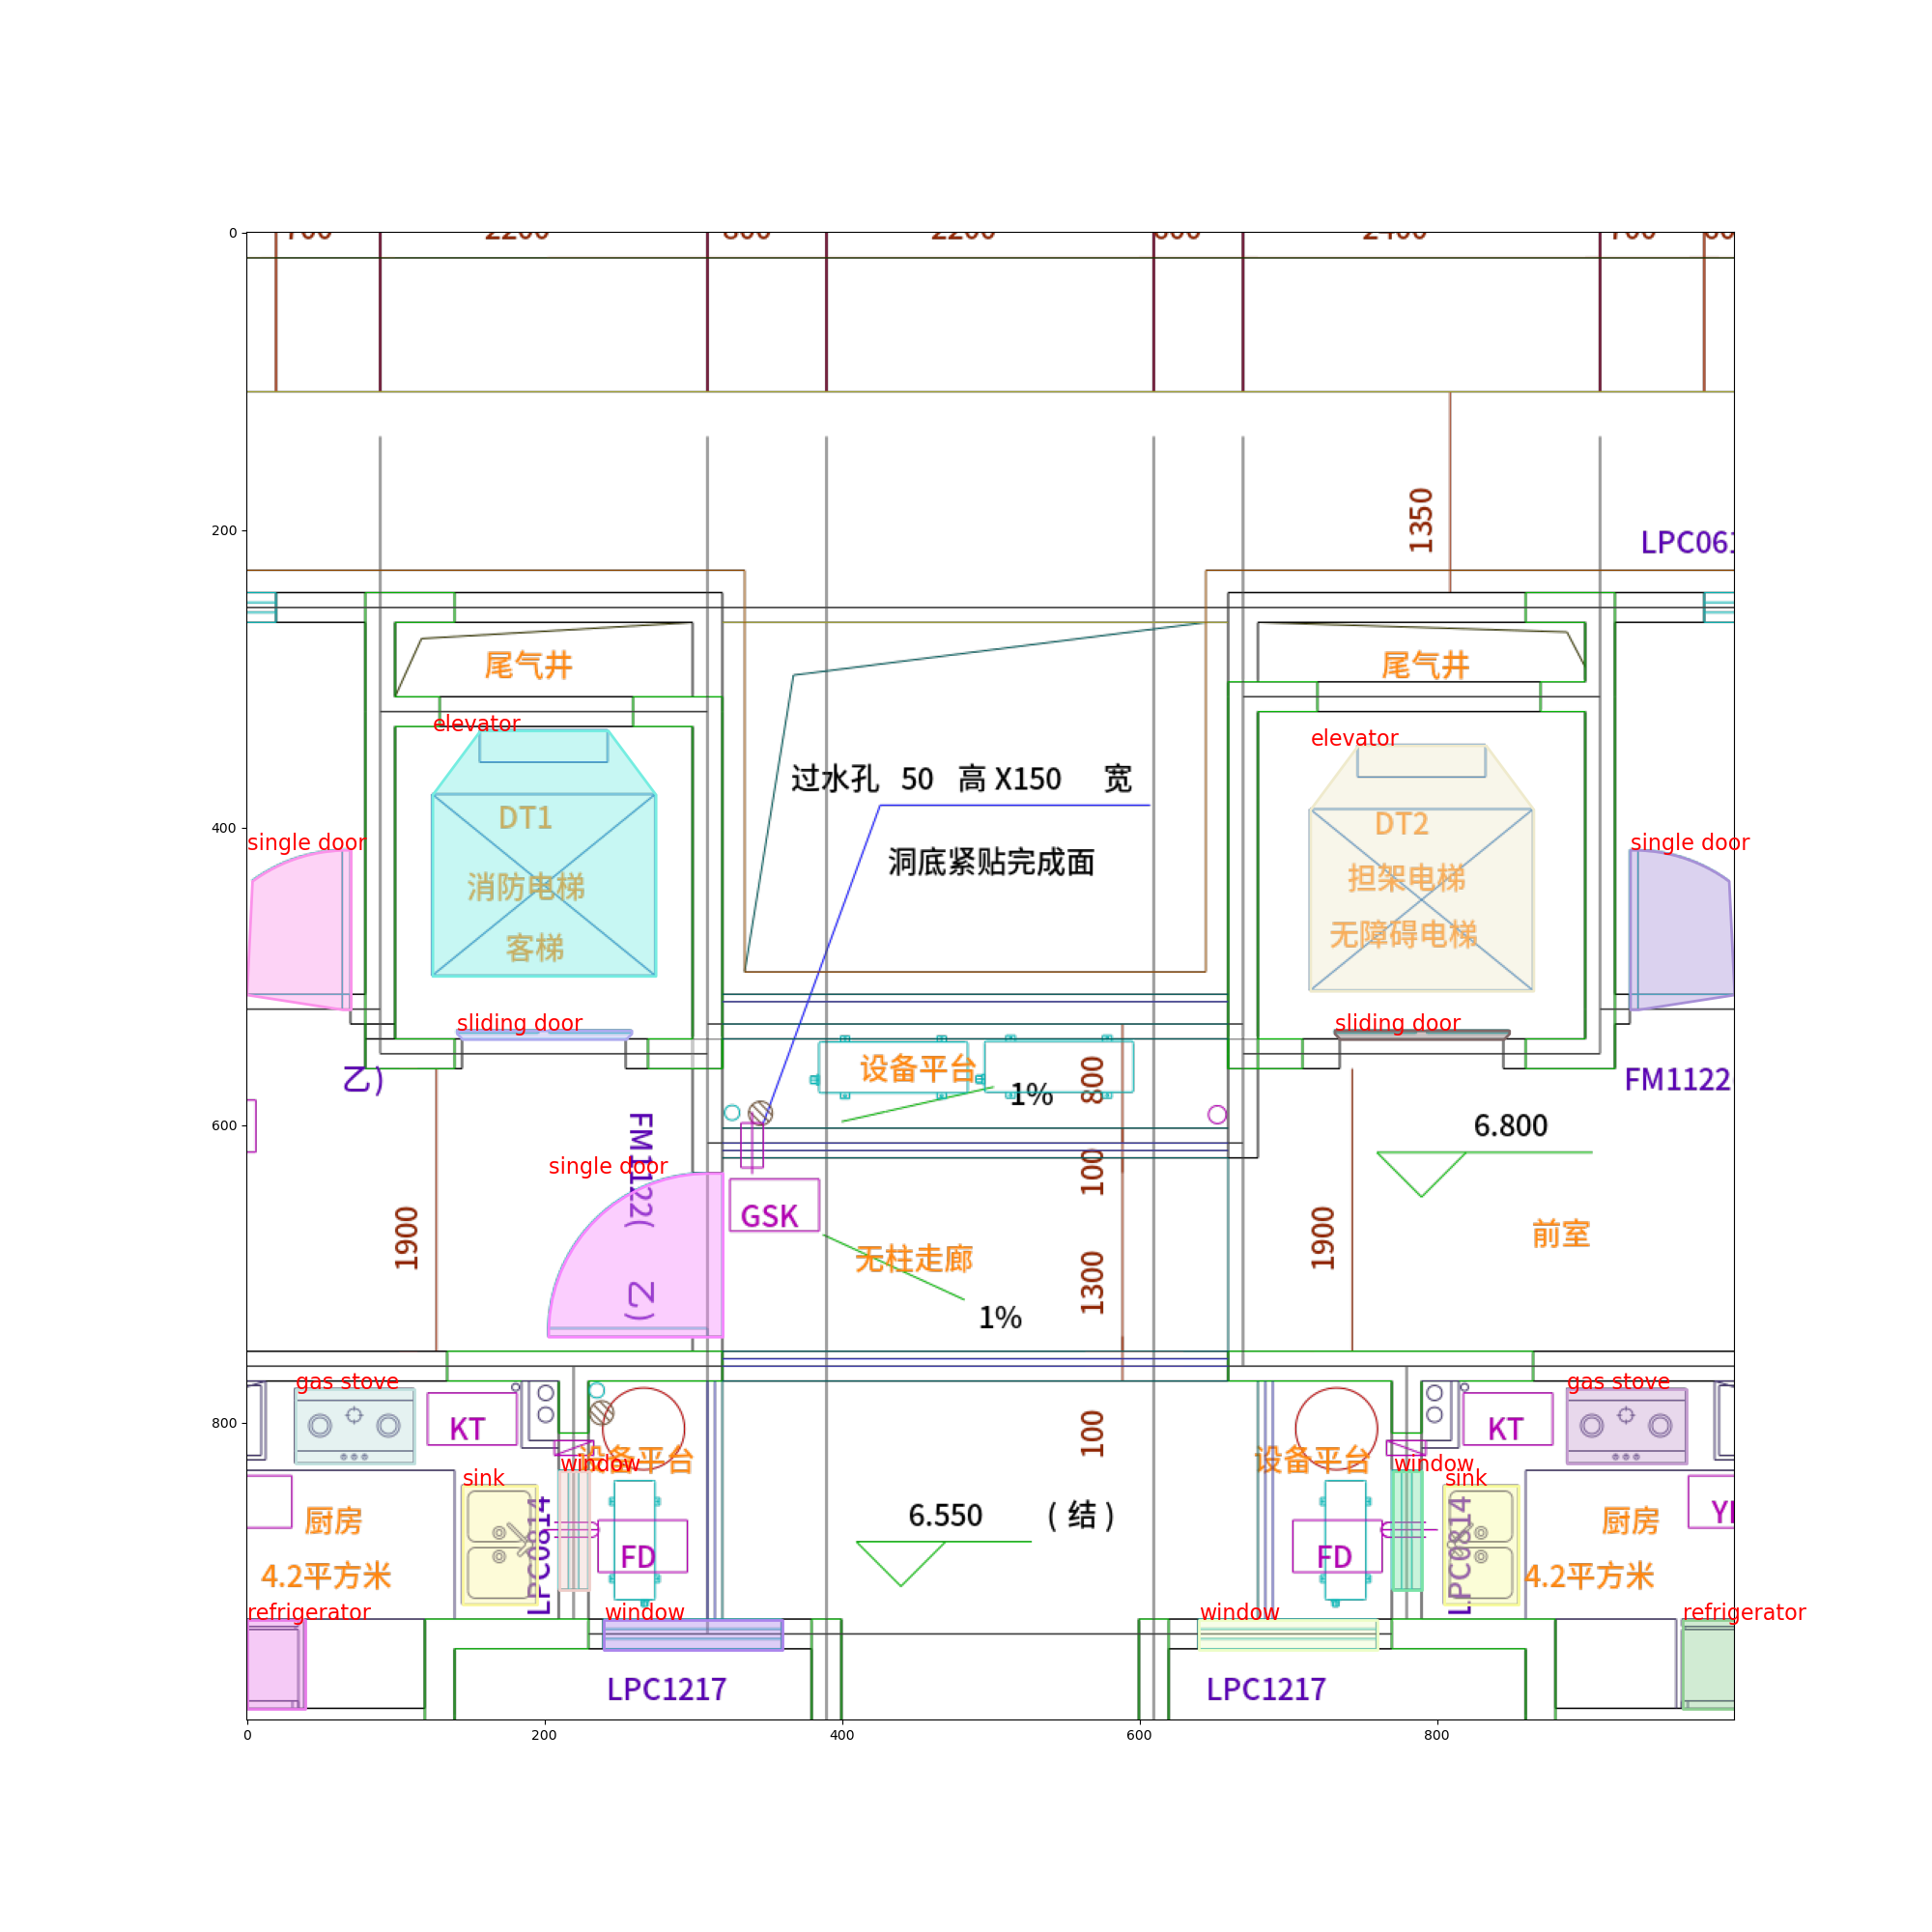 0
200
400
600
800
2200
2200
2400
1350
LPC061
尾气井
尾气井
elevator
elevator
过水孔 50 高 X150 宽
DT1
DT2
洞底紧贴完成面
single door
single door
消防电梯
担架电梯
客梯
无障碍电梯
sliding door
sliding door
设备平台
800
1%
乙)
FM1122
6.800
FM1122(
乙)
single door
100
GSK
1900
1300
1900
前室
无柱走廊
1%
gas stove
gas stove
KT
KT
100
设备平台
设备平台
window
window
sink
sink
LPC0814
LPC0814
厨房
厨房
6.550 (结)
FD
FD
4.2平方米
4.2平方米
refrigerator
window
window
refrigerator
LPC1217
LPC1217
0
200
400
600
800